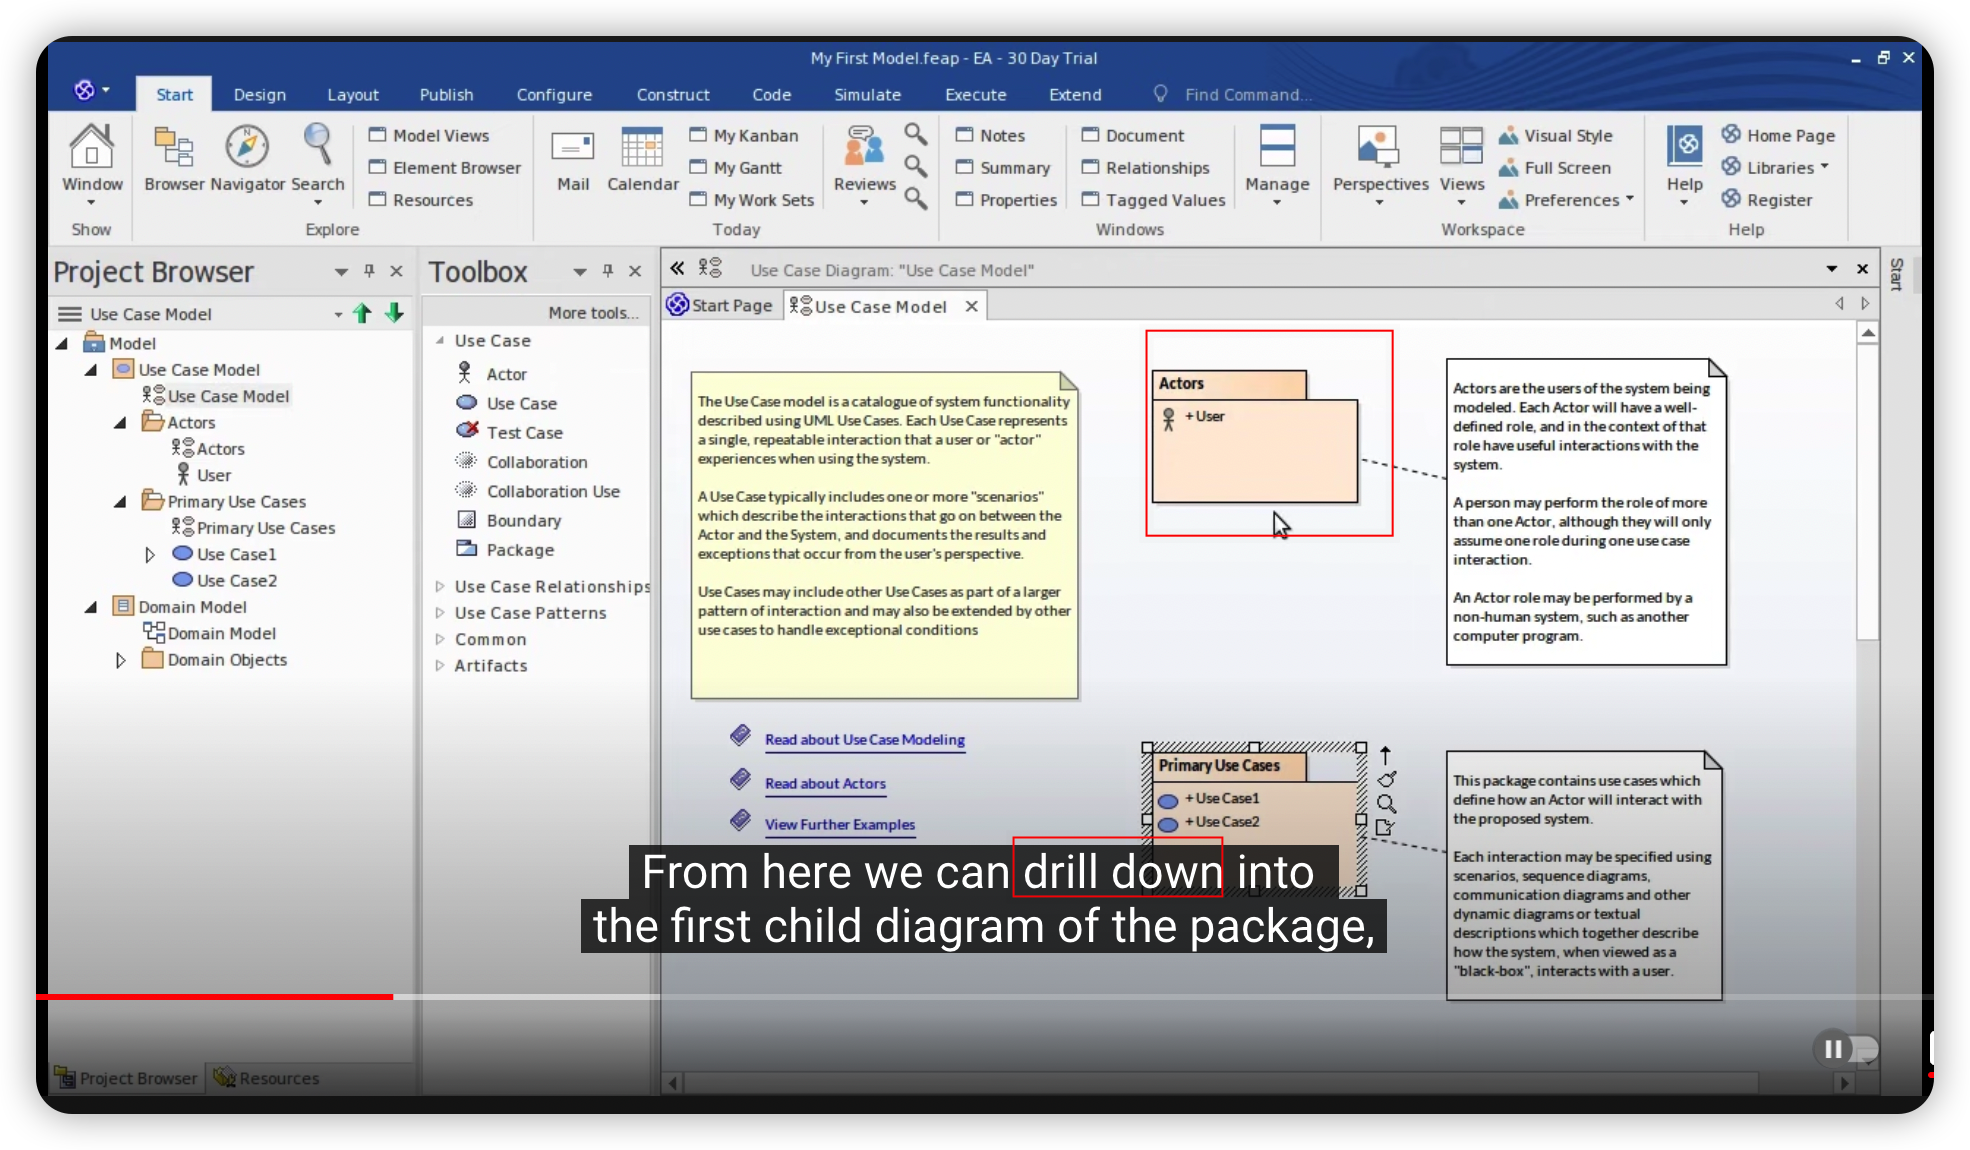 My First Model.feap - EA - 30 Day Trial
Start Design Layout Publish Configure Construct Code Simulate Execute Extend Find Command...
Window
Show
Browser Navigator Search
Model Views
Element Browser
Resources
Explore
Mail Calendar
My Kanban
My Gantt
My Work Sets
Reviews
Today
Notes
Summary
Properties
Document
Relationships
Tagged Values
Windows
Manage
Perspectives Views
Visual Style
Full Screen
Preferences
Workspace
Help
Home Page
Libraries
Register
Help
Project Browser
Use Case Model
Model
Use Case Model
Use Case Model
Actors
Actors
User
Primary Use Cases
Primary Use Cases
Use Case1
Use Case2
Domain Model
Domain Model
Domain Objects
Project Browser Resources
Toolbox
More tools...
Use Case
Actor
Use Case
Test Case
Collaboration
Collaboration Use
Boundary
Package
Use Case Relationships
Use Case Patterns
Common
Artifacts
Use Case Diagram: "Use Case Model"
Start Page Use Case Model
Start
The Use Case model is a catalogue of system functionality
described using UML Use Cases. Each Use Case represents
a single, repeatable interaction that a user or "actor"
experiences when using the system.
A Use Case typically includes one or more "scenarios"
which describe the interactions that go on between the
Actor and the System, and documents the results and
exceptions that occur from the user's perspective.
Use Cases may include other Use Cases as part of a larger
pattern of interaction and may also be extended by other
use cases to handle exceptional conditions
Read about Use Case Modeling
Read about Actors
View Further Examples
Actors
+ User
Actors are the users of the system being
modeled. Each Actor will have a well-
defined role, and in the context of that
role have useful interactions with the
system.
A person may perform the role of more
than one Actor, although they will only
assume one role during one use case
interaction.
An Actor role may be performed by a
non-human system, such as another
computer program.
Primary Use Cases
+ Use Case1
+ Use Case2
This package contains use cases which
define how an Actor will interact with
the proposed system.
Each interaction may be specified using
scenarios, sequence diagrams,
communication diagrams and other
dynamic diagrams or textual
descriptions which together describe
how the system, when viewed as a
"black-box", interacts with a user.
From here we can drill down into
the first child diagram of the package,